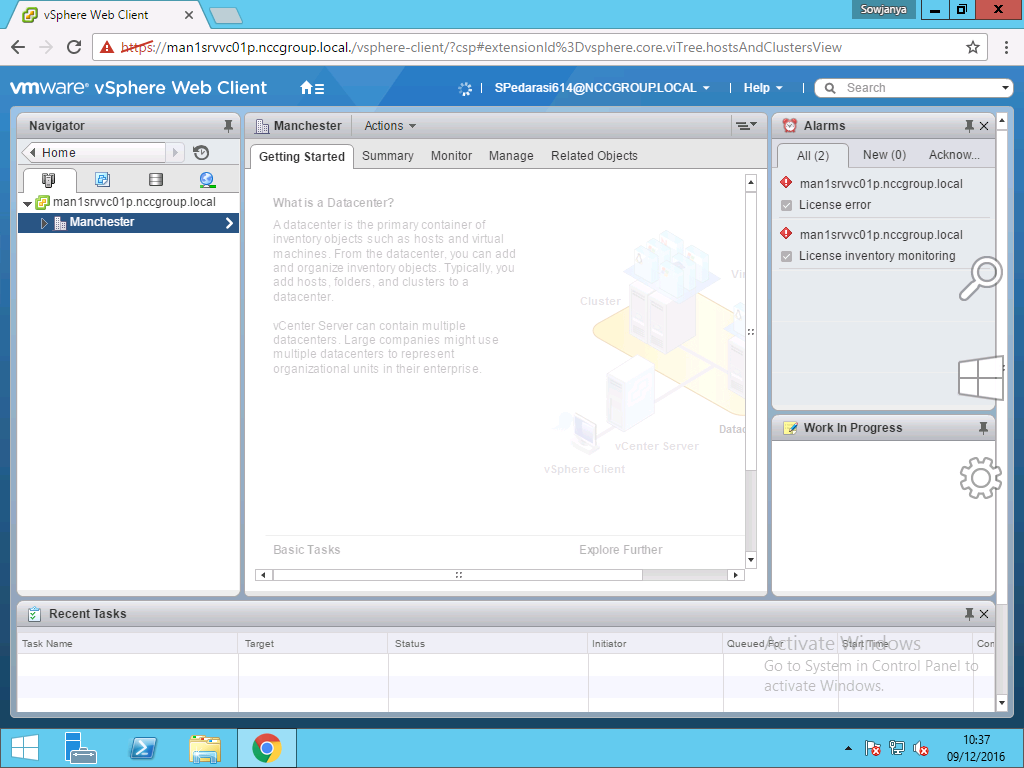 Sowjanya
vSphere Web Client
https://man1srvvc01p.nccgroup.local./vsphere-client/?csp#extensionId%3Dvsphere.core.viTree.hostsAndClustersView
vmware® vSphere Web Client
SPedarasi614@NCCGROUP.LOCAL
Help
Search
Navigator
Home
man1srvvc01p.nccgroup.local
Manchester
Manchester
Actions
Getting Started
Summary
Monitor
Manage
Related Objects
What is a Datacenter?
A datacenter is the primary container of
inventory objects such as hosts and virtual
machines. From the datacenter, you can add
and organize inventory objects. Typically, you
add hosts, folders, and clusters to a
datacenter.
vCenter Server can contain multiple
datacenters. Large companies might use
multiple datacenters to represent
organizational units in their enterprise.
Cluster
vCenter Server
vSphere Client
Basic Tasks
Explore Further
Alarms
All (2)
New (0)
Acknow...
man1srvvc01p.nccgroup.local
License error
man1srvvc01p.nccgroup.local
License inventory monitoring
Work In Progress
Recent Tasks
Task Name
Target
Status
Initiator
Queued For
Start Time
Activate Windows
Go to System in Control Panel to
activate Windows.
10:37
09/12/2016